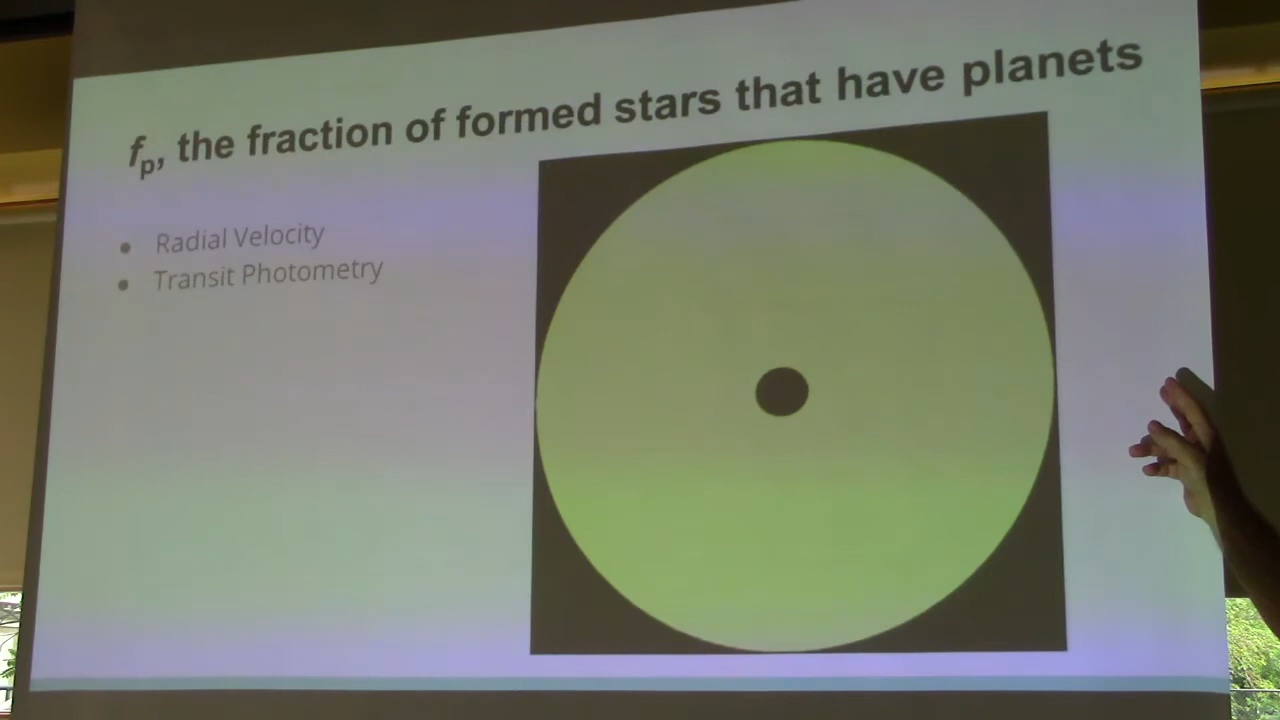 fp, the fraction of formed stars that have planets
● Radial Velocity
● Transit Photometry